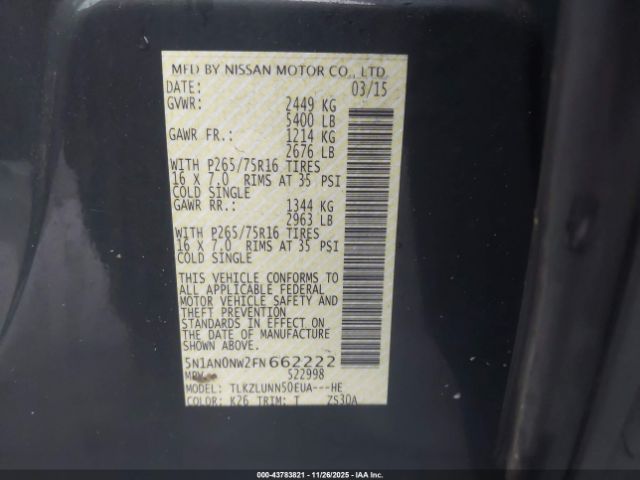 MFD BY NISSAN MOTOR CO., LTD.
DATE: 03/15
GVWR: 2449 KG
5400 LB
GAWR FR.: 1214 KG
2676 LB
WITH P265/75R16 TIRES
16 X 7.0 RIMS AT 35 PSI
COLD SINGLE
GAWR RR.: 1344 KG
2963 LB
WITH P265/75R16 TIRES
16 X 7.0 RIMS AT 35 PSI
COLD SINGLE
THIS VEHICLE CONFORMS TO
ALL APPLICABLE FEDERAL
MOTOR VEHICLE SAFETY AND
THEFT PREVENTION
STANDARDS IN EFFECT ON
THE DATE OF MANUFACTURE
SHOWN ABOVE.
5N1AN0NW2FN662222
522998
MODEL: TLKZLUNN50EUA---HE
COLOR: K26 TRIM: T ZS30A
000-43783821 | 11/26/2025 | IAA Inc.